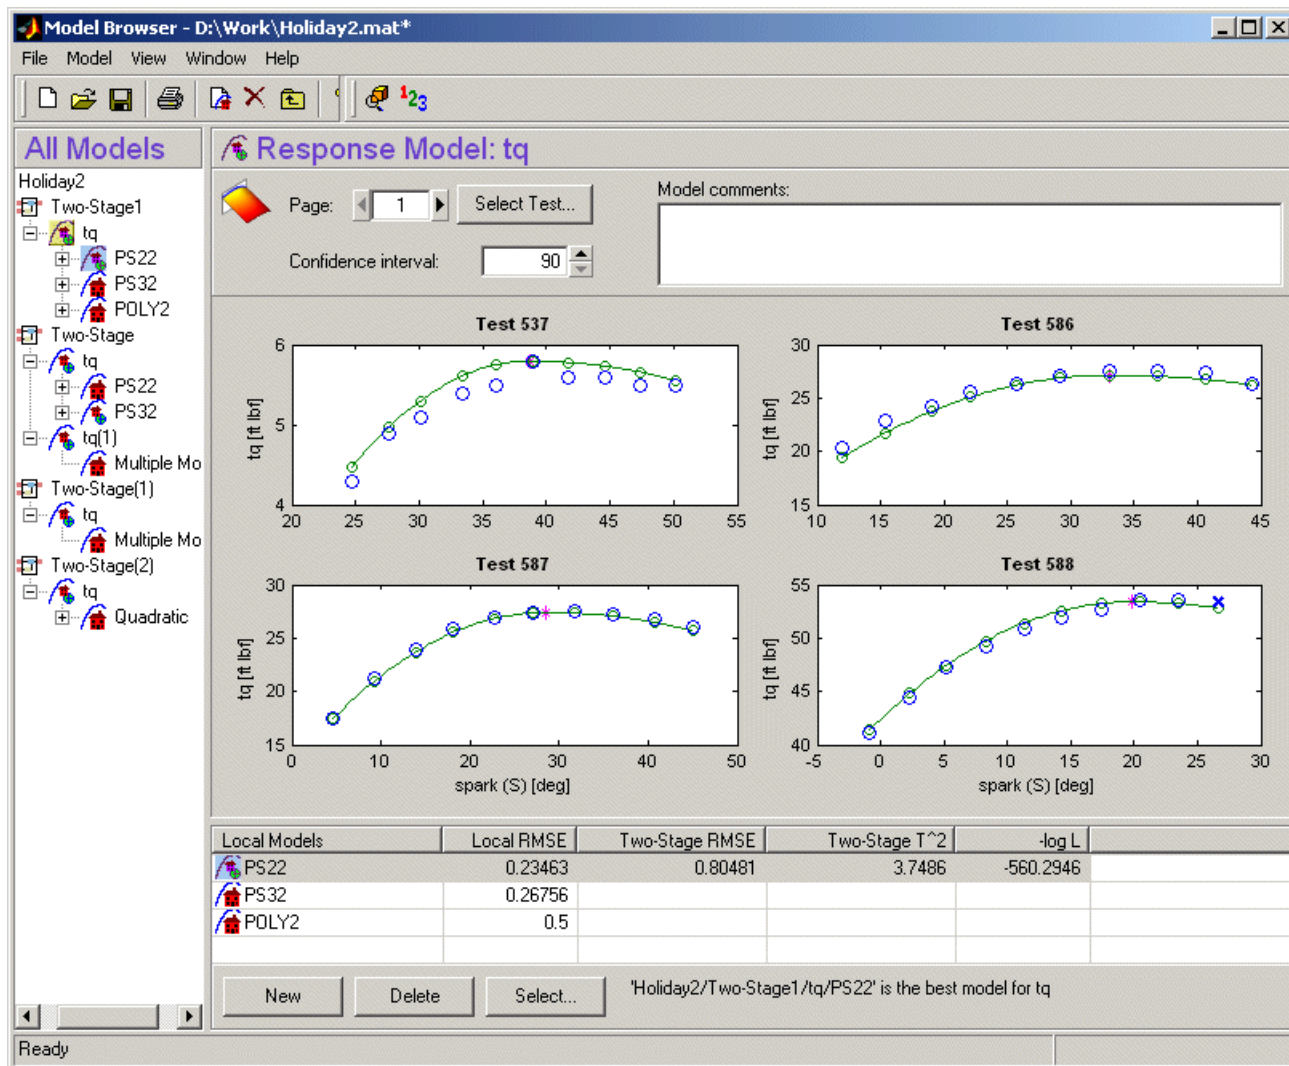 Model Browser - D:\Work\Holiday2.mat*
File Model View Window Help
123
All Models
Holiday2
Two-Stage1
tq
PS22
PS32
POLY2
Two-Stage
tq
PS22
PS32
tq(1)
Multiple Mo
Two-Stage(1)
tq
Multiple Mo
Two-Stage(2)
tq
Quadratic
Response Model: tq
Page: 1 Select Test...
Confidence interval: 90
Model comments:
Test 537
6
5
4
tq [ft lbf]
20 25 30 35 40 45 50 55
Test 586
30
25
20
15
tq [ft lbf]
10 15 20 25 30 35 40 45
Test 587
30
25
20
15
tq [ft lbf]
0 10 20 30 40 50
spark (S) [deg]
Test 588
55
50
45
40
tq [ft lbf]
-5 0 5 10 15 20 25 30
spark (S) [deg]
Local Models Local RMSE Two-Stage RMSE Two-Stage T^2 -log L
PS22 0.23463 0.80481 3.7486 -560.2946
PS32 0.26756
POLY2 0.5
New Delete Select... 'Holiday2/Two-Stage1/tq/PS22' is the best model for tq
Ready